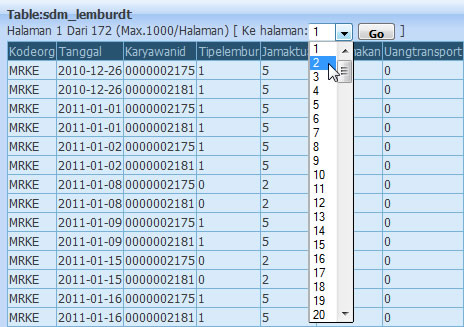 Table:sdm_lemburdt
Halaman 1 Dari 172 (Max.1000/Halaman) [ Ke halaman: 1 Go ]
Kodeorg Tanggal Karyawanid Tipelembur Jamaktu akan Uangtransport
MRKE 2010-12-26 0000002175 1 5 0
MRKE 2010-12-26 0000002181 1 5 0
MRKE 2011-01-01 0000002175 1 5 0
MRKE 2011-01-01 0000002181 1 5 0
MRKE 2011-01-02 0000002175 1 5 0
MRKE 2011-01-02 0000002181 1 5 0
MRKE 2011-01-08 0000002175 0 2 0
MRKE 2011-01-08 0000002181 0 2 0
MRKE 2011-01-09 0000002175 1 5 0
MRKE 2011-01-09 0000002181 1 5 0
MRKE 2011-01-15 0000002181 0 2 0
MRKE 2011-01-15 0000002175 0 2 0
MRKE 2011-01-16 0000002181 1 5 0
MRKE 2011-01-16 0000002175 1 5 0
1
2
3
4
5
6
7
8
9
10
11
12
13
14
15
16
17
18
19
20